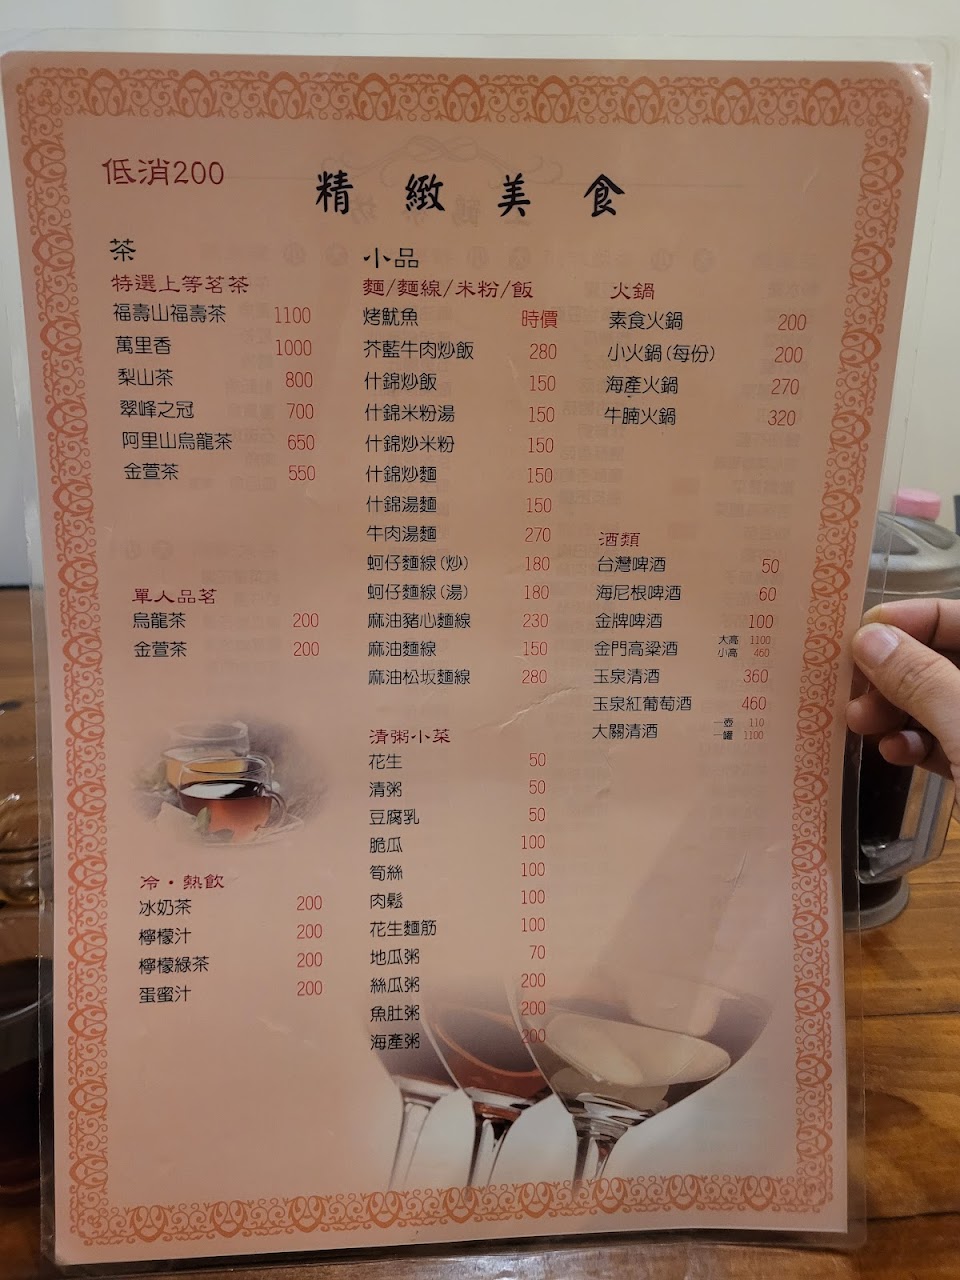 低消200
精緻美食
茶
特選上等茗茶
福壽山福壽茶 1100
萬里香 1000
梨山茶 800
翠峰之冠 700
阿里山烏龍茶 650
金萱茶 550
單人品茗
烏龍茶 200
金萱茶 200
冷・熱飲
冰奶茶 200
檸檬汁 200
檸檬綠茶 200
蛋蜜汁 200
小品
麵/麵線/米粉/飯
烤魷魚 時價
芥藍牛肉炒飯 280
什錦炒飯 150
什錦米粉湯 150
什錦炒米粉 150
什錦炒麵 150
什錦湯麵 150
牛肉湯麵 270
蚵仔麵線(炒) 180
蚵仔麵線(湯) 180
麻油豬心麵線 230
麻油麵線 150
麻油松坂麵線 280
清粥小菜
花生 50
清粥 50
豆腐乳 50
脆瓜 100
筍絲 100
肉鬆 100
花生麵筋 100
地瓜粥 70
絲瓜粥 200
魚肚粥 200
海產粥 200
火鍋
素食火鍋 200
小火鍋(每份) 200
海產火鍋 270
牛腩火鍋 320
酒類
台灣啤酒 50
海尼根啤酒 60
金牌啤酒 100
金門高粱酒 大高 1100
小高 460
玉泉清酒 360
玉泉紅葡萄酒 460
大關清酒 一壺 110
一罐 1100